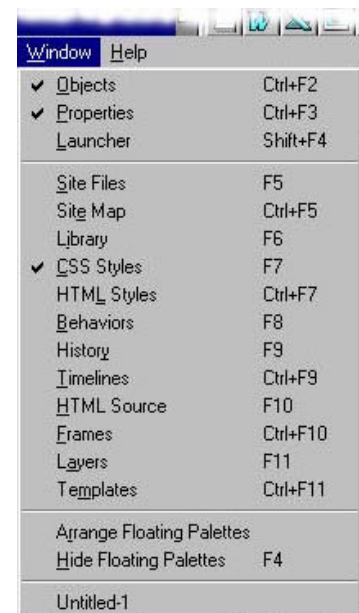 Window Help
✓ Objects Ctrl+F2
✓ Properties Ctrl+F3
Launcher Shift+F4
Site Files F5
Site Map Ctrl+F5
Library F6
✓ CSS Styles F7
HTML Styles Ctrl+F7
Behaviors F8
History F9
Timelines Ctrl+F9
HTML Source F10
Frames Ctrl+F10
Layers F11
Templates Ctrl+F11
Arrange Floating Palettes
Hide Floating Palettes F4
Untitled-1